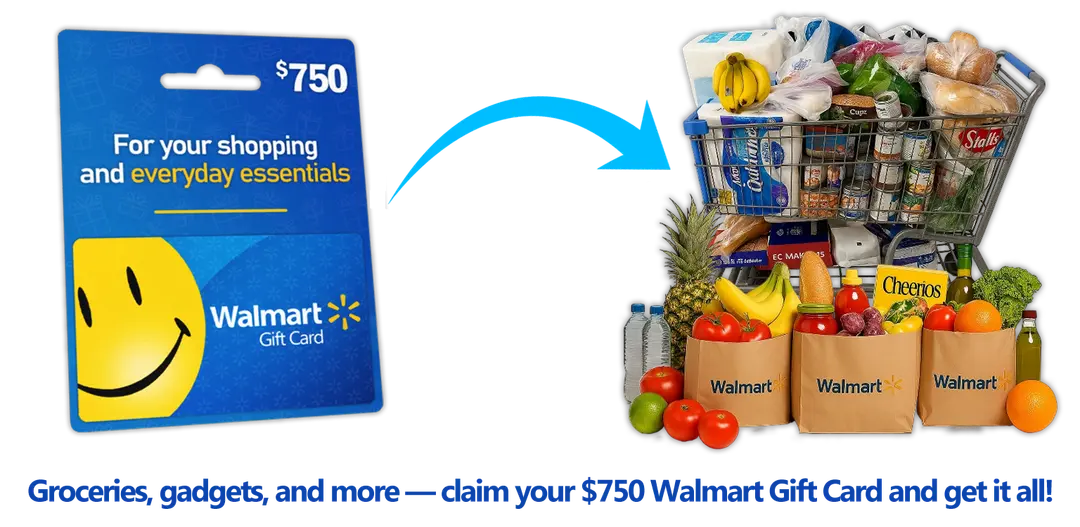 $750
For your shopping
and everyday essentials
Walmart
Gift Card
Cheerios
Walmart
Walmart
Walmart
Groceries, gadgets, and more — claim your $750 Walmart Gift Card and get it all!